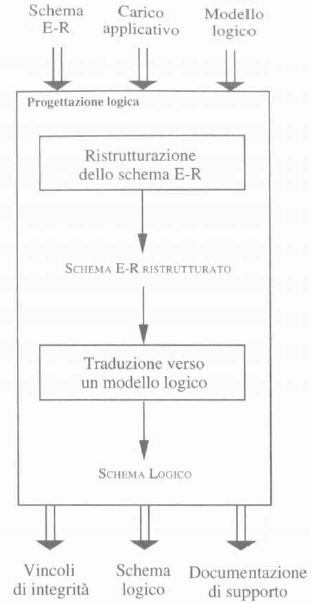 Schema
E-R
Carico
applicativo
Modello
logico
Progettazione logica
Ristrutturazione
dello schema E-R
SCHEMA E-R RISTRUTTURATO
Traduzione verso
un modello logico
SCHEMA LOGICO
Vincoli
di integrità
Schema
logico
Documentazione
di supporto